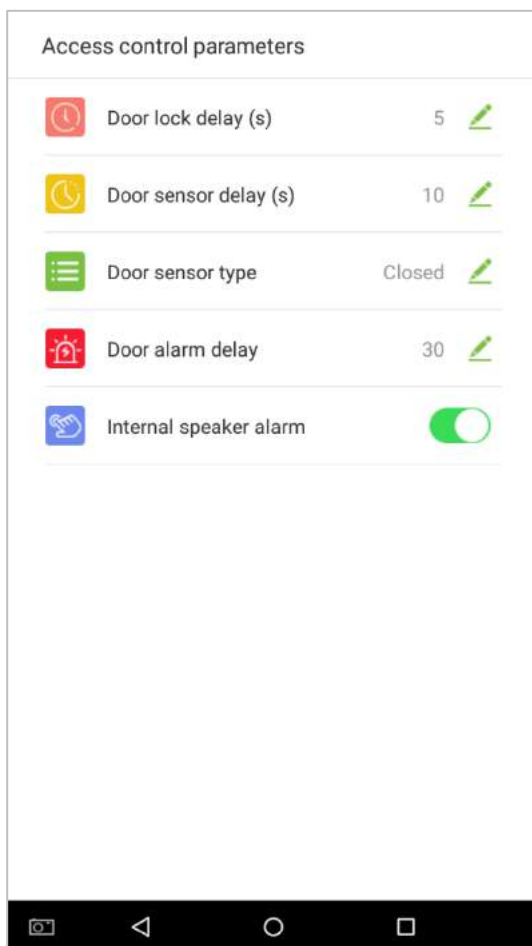 Access control parameters
Door lock delay (s) 5
Door sensor delay (s) 10
Door sensor type Closed
Door alarm delay 30
Internal speaker alarm